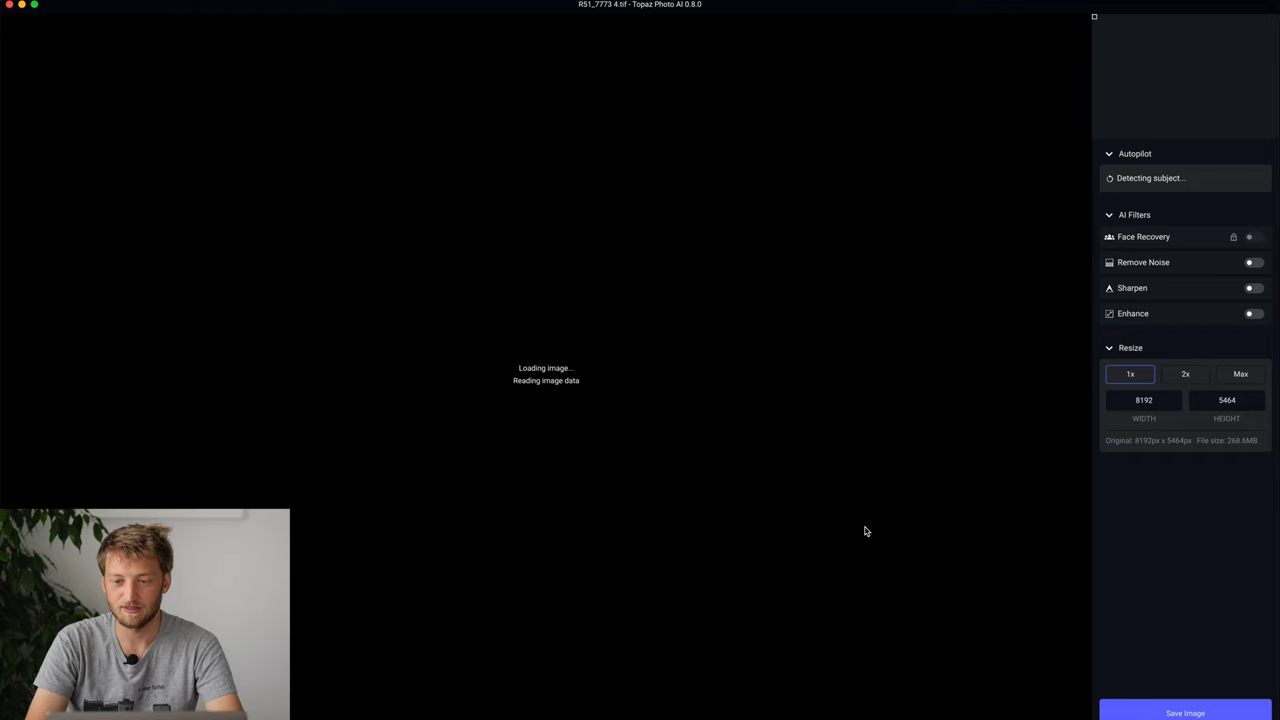 R51_7773 4.tif - Topaz Photo AI 0.8.0
Autopilot
Detecting subject...
AI Filters
Face Recovery
Remove Noise
Sharpen
Enhance
Resize
1x 2x Max
8192 5464
WIDTH HEIGHT
Original: 8192px x 5464px File size: 268.6MB
Loading image...
Reading image data
Save Image